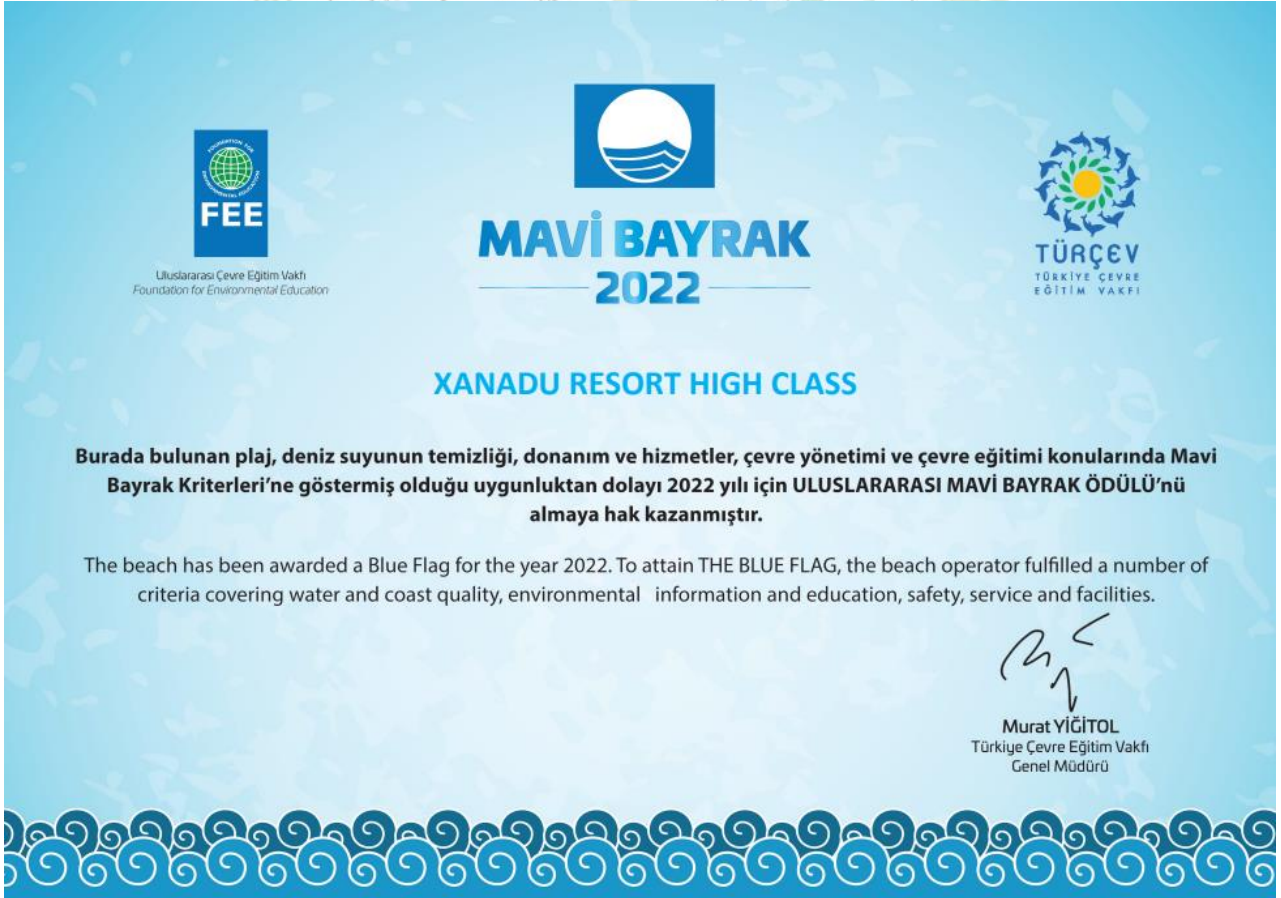 FOUNDATION FOR
ENVIRONMENTAL EDUCATION
FEE
Uluslararası Çevre Eğitim Vakfı
Foundation for Environmental Education
MAVİ BAYRAK
2022
TÜRÇEV
TÜRKİYE ÇEVRE
EĞİTİM VAKFI
XANADU RESORT HIGH CLASS
Burada bulunan plaj, deniz suyunun temizliği, donanım ve hizmetler, çevre yönetimi ve çevre eğitimi konularında Mavi
Bayrak Kriterleri’ne göstermiş olduğu uygunluktan dolayı 2022 yılı için ULUSLARARASI MAVİ BAYRAK ÖDÜLÜ’nü
almaya hak kazanmıştır.
The beach has been awarded a Blue Flag for the year 2022. To attain THE BLUE FLAG, the beach operator fulfilled a number of
criteria covering water and coast quality, environmental information and education, safety, service and facilities.
Murat YİĞİTOL
Türkiye Çevre Eğitim Vakfı
Genel Müdürü